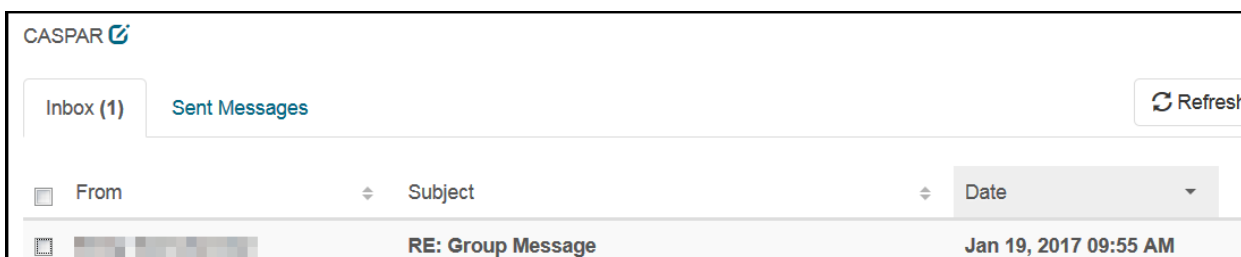 CASPAR
Inbox (1) Sent Messages Refresh
From Subject Date
RE: Group Message Jan 19, 2017 09:55 AM